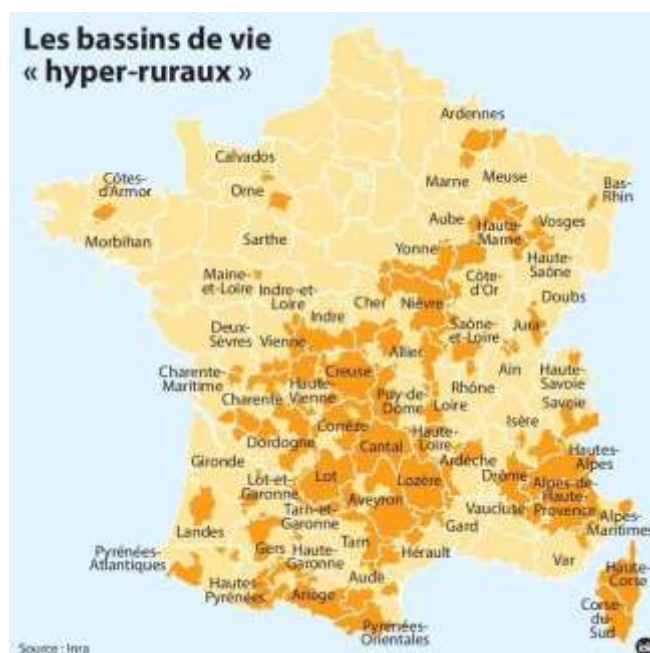 Les bassins de vie
« hyper-ruraux »
Ardennes
Calvados
Côtes-
d'Armor
Orne
Marne
Meuse
Bas-
Rhin
Morbihan
Sarthe
Aube
Haute-
Marne
Vosges
Yonne
Haute-
Saône
Maine-
et-Loire
Indre-et-
Loire
Cher
Nièvre
Côte-
d'Or
Doubs
Indre
Deux-
Sèvres
Vienne
Allier
Saône-
et-Loire
Jura
Charente-
Maritime
Creuse
Ain
Haute-
Savoie
Charente
Haute-
Vienne
Puy-de-
Dôme
Rhône
Loire
Savoie
Corrèze
Isère
Dordogne
Cantal
Haute-
Loire
Ardèche
Hautes-
Alpes
Gironde
Lot-et-
Garonne
Lot
Lozère
Drôme
Alpes-de-
Haute-
Provence
Aveyron
Tarn-et-
Garonne
Vaucluse
Alpes-
Maritimes
Landes
Gard
Pyrénées-
Atlantiques
Gers
Haute-
Garonne
Tarn
Hérault
Var
Hautes-
Pyrénées
Ariège
Aude
Haute-
Corse
Corse-
du-
Sud
Pyrénées-
Orientales
Source : Inra